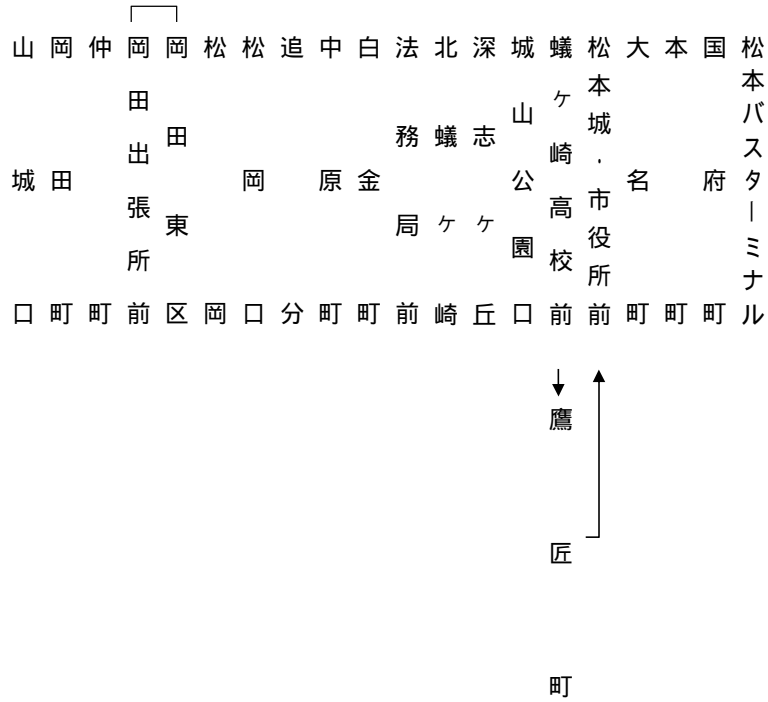 松本バスターミナル
国府町
本町
大名町
松本城・市役所前
蟻ヶ崎高校前
鷹匠町
城山公園口
深志ヶ丘
北蟻ヶ崎
法務局前
白金町
中原町
追分
松岡口
松岡
岡田東区
岡田出張所前
仲町
岡田町
山城口